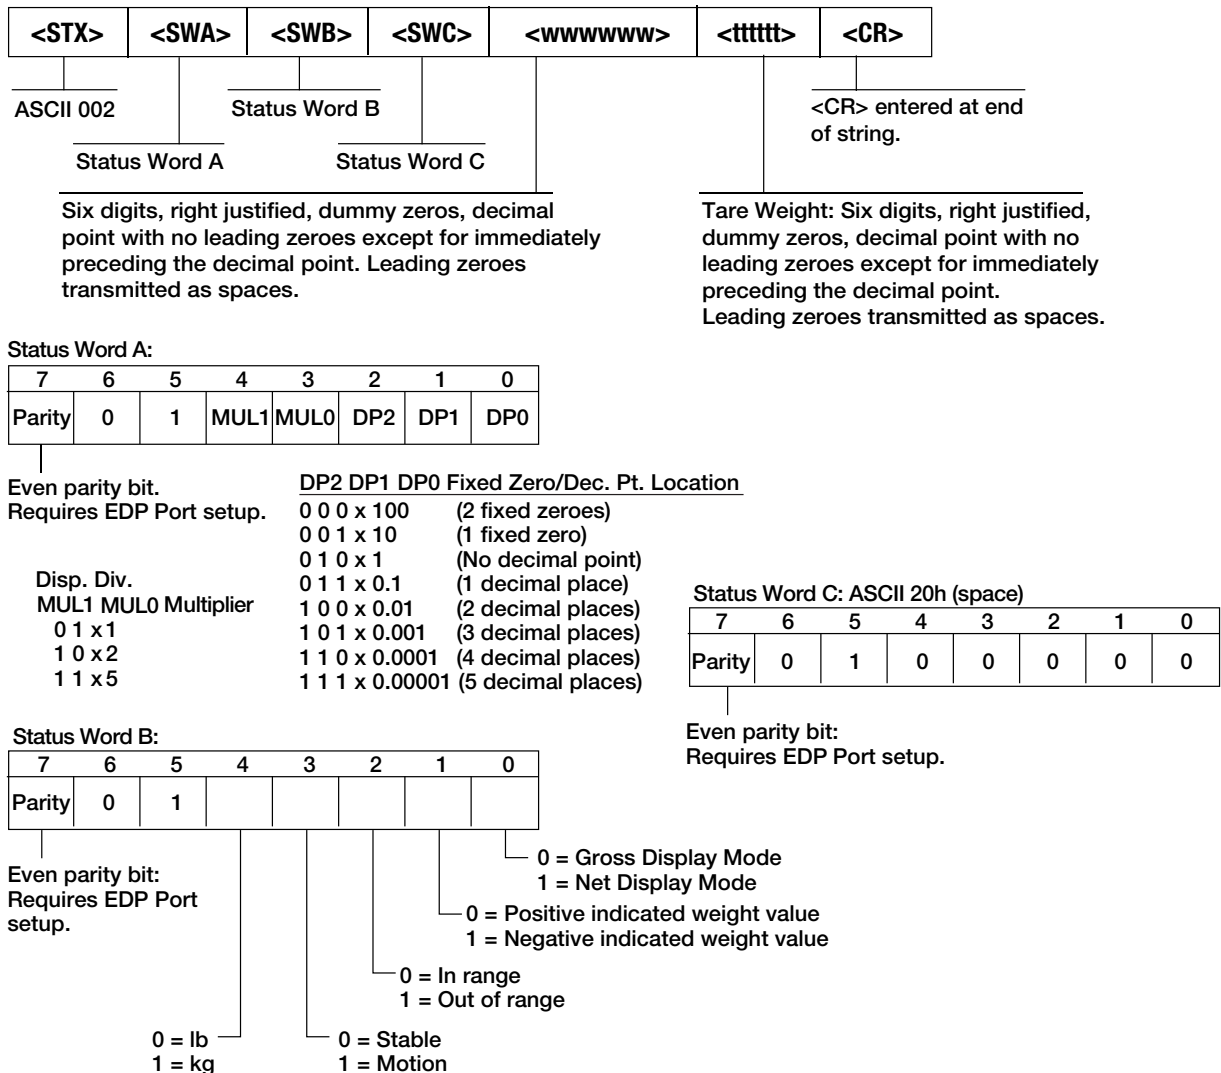 <STX> <SWA> <SWB> <SWC> <wwwwww> <tttttt> <CR>
ASCII 002
Status Word B
<CR> entered at end
of string.
Status Word A
Status Word C
Six digits, right justified, dummy zeros, decimal
point with no leading zeroes except for immediately
preceding the decimal point. Leading zeroes
transmitted as spaces.
Tare Weight: Six digits, right justified,
dummy zeros, decimal point with no
leading zeroes except for immediately
preceding the decimal point.
Leading zeroes transmitted as spaces.
Status Word A:
7 6 5 4 3 2 1 0
Parity 0 1 MUL1 MUL0 DP2 DP1 DP0
Even parity bit.
Requires EDP Port setup.
Disp. Div.
MUL1 MUL0 Multiplier
0 1 x 1
1 0 x 2
1 1 x 5
DP2 DP1 DP0 Fixed Zero/Dec. Pt. Location
0 0 0 x 100 (2 fixed zeroes)
0 0 1 x 10 (1 fixed zero)
0 1 0 x 1 (No decimal point)
0 1 1 x 0.1 (1 decimal place)
1 0 0 x 0.01 (2 decimal places)
1 0 1 x 0.001 (3 decimal places)
1 1 0 x 0.0001 (4 decimal places)
1 1 1 x 0.00001 (5 decimal places)
Status Word C: ASCII 20h (space)
7 6 5 4 3 2 1 0
Parity 0 1 0 0 0 0 0
Even parity bit:
Requires EDP Port setup.
Status Word B:
7 6 5 4 3 2 1 0
Parity 0 1
Even parity bit:
Requires EDP Port
setup.
0 = Gross Display Mode
1 = Net Display Mode
0 = Positive indicated weight value
1 = Negative indicated weight value
0 = In range
1 = Out of range
0 = lb
1 = kg
0 = Stable
1 = Motion